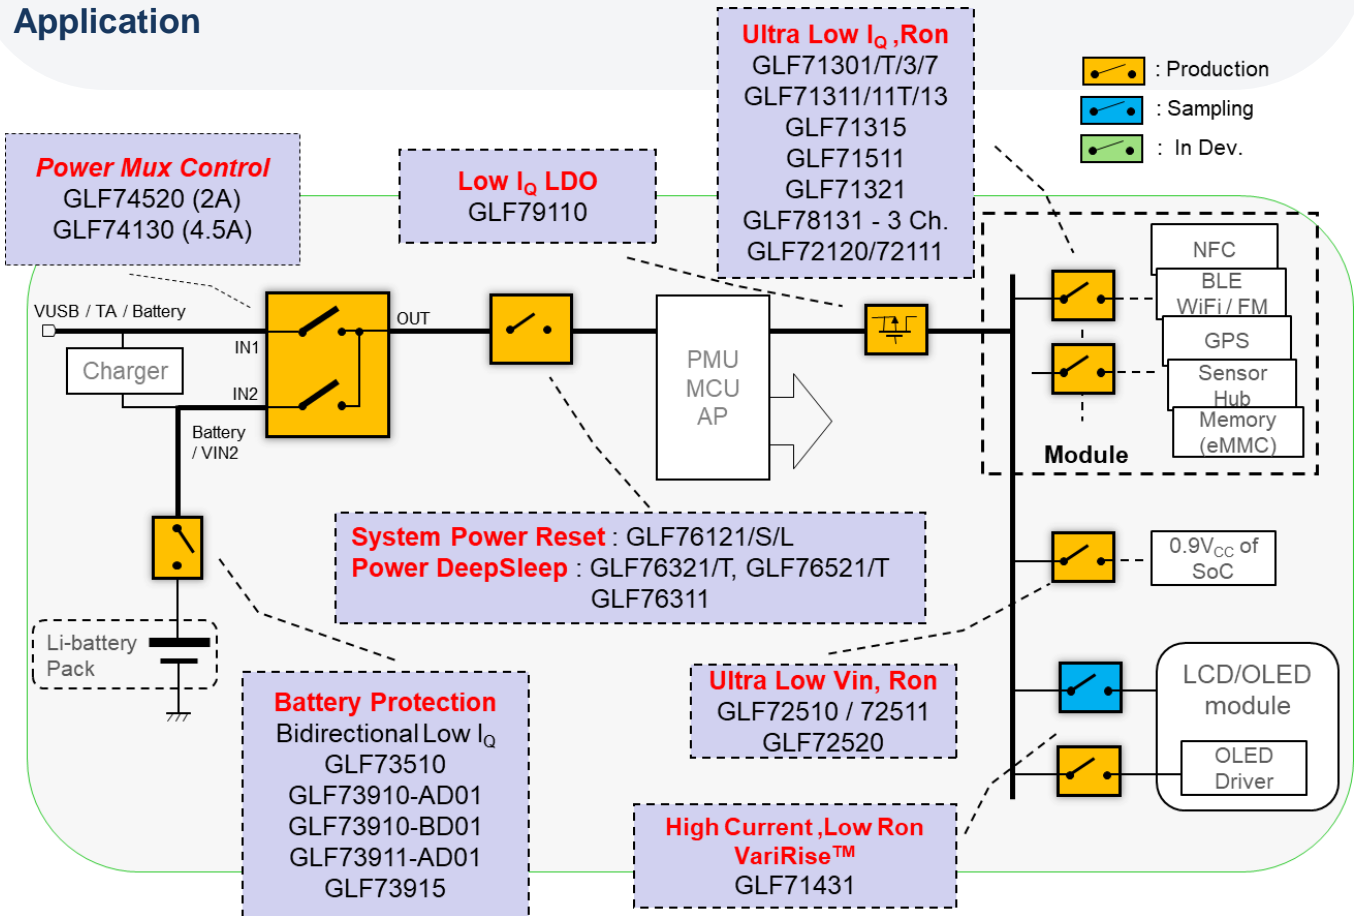 Application
Ultra Low IQ ,Ron
GLF71301/T/3/7
GLF71311/11T/13
GLF71315
GLF71511
GLF71321
GLF78131 - 3 Ch.
GLF72120/72111
: Production
: Sampling
: In Dev.
Power Mux Control
GLF74520 (2A)
GLF74130 (4.5A)
Low IQ LDO
GLF79110
VUSB / TA / Battery
Charger
IN1
IN2
OUT
Battery
/ VIN2
PMU
MCU
AP
NFC
BLE
WiFi / FM
GPS
Sensor
Hub
Memory
(eMMC)
Module
System Power Reset : GLF76121/S/L
Power DeepSleep : GLF76321/T, GLF76521/T
GLF76311
0.9VCC of
SoC
Li-battery
Pack
Battery Protection
Bidirectional Low IQ
GLF73510
GLF73910-AD01
GLF73910-BD01
GLF73911-AD01
GLF73915
Ultra Low Vin, Ron
GLF72510 / 72511
GLF72520
LCD/OLED
module
OLED
Driver
High Current ,Low Ron
VariRise™
GLF71431